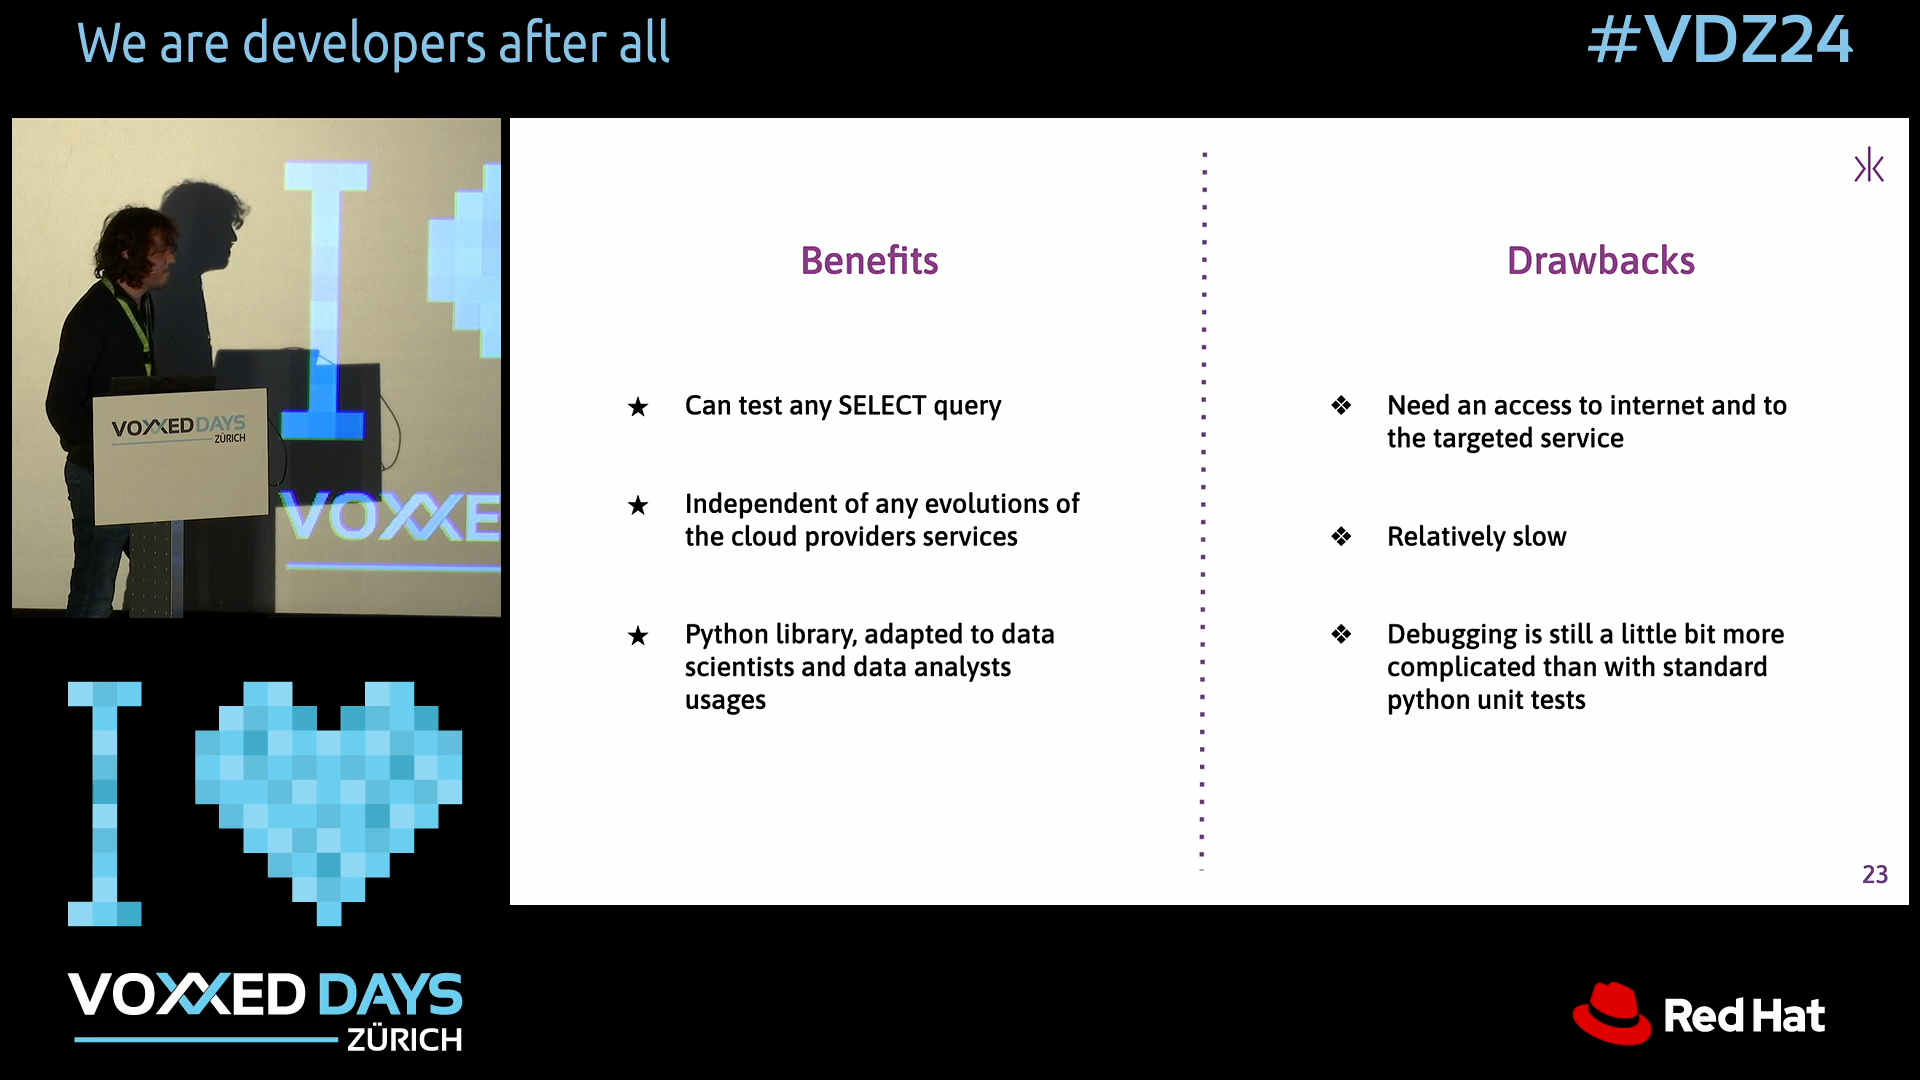 We are developers after all
#VDZ24
VOXXED DAYS
ZÜRICH
VOXXE
Benefits
★ Can test any SELECT query
★ Independent of any evolutions of
the cloud providers services
★ Python library, adapted to data
scientists and data analysts
usages
Drawbacks
❖ Need an access to internet and to
the targeted service
❖ Relatively slow
❖ Debugging is still a little bit more
complicated than with standard
python unit tests
23
I
VOXXED DAYS
ZÜRICH
Red Hat